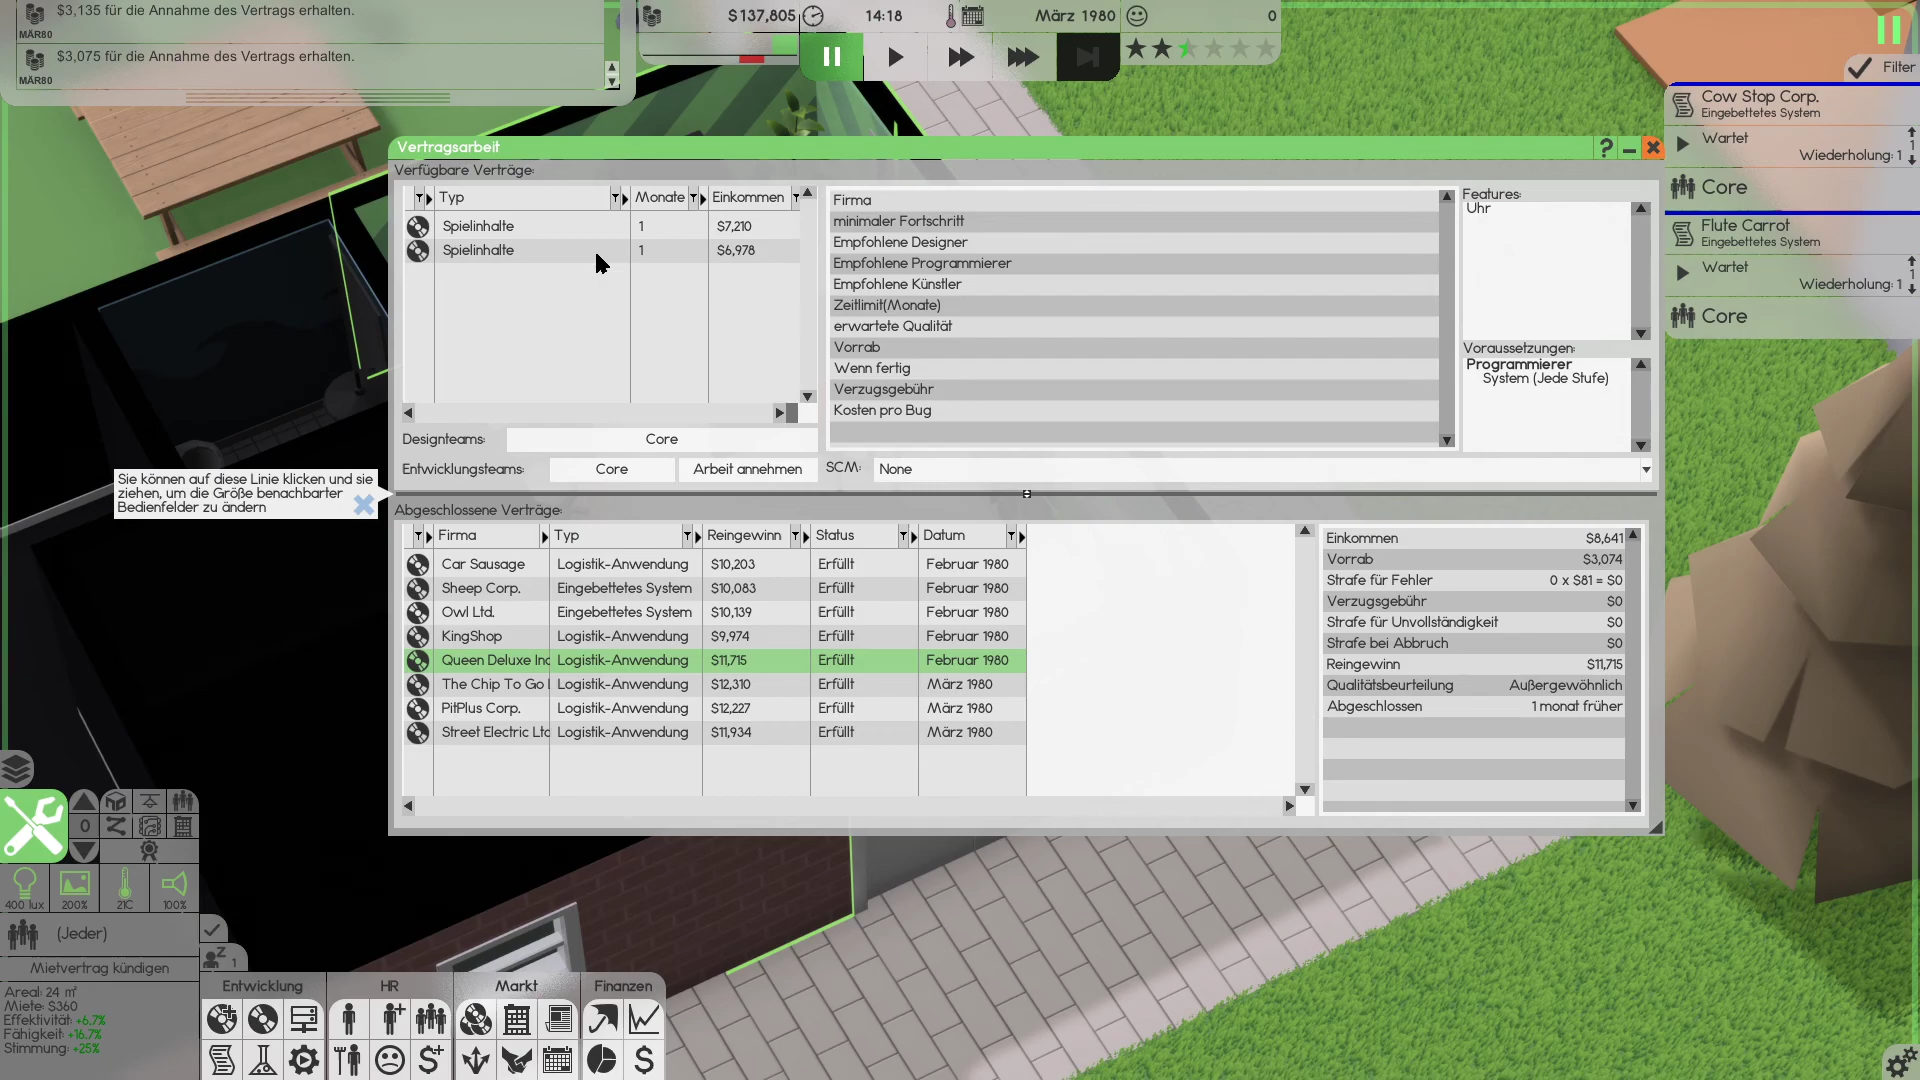 $3,135 für die Annahme des Vertrags erhalten.
MÄR80
$3,075 für die Annahme des Vertrags erhalten.
MÄR80
$137,805
14:18
März 1980
0
Filter
Cow Stop Corp.
Eingebettetes System
Wartet
1
Wiederholung: 1
Core
Flute Carrot
Eingebettetes System
Wartet
1
Wiederholung: 1
Core
Vertragsarbeit
?
Verfügbare Verträge:
Typ Monate Einkommen
Spielinhalte 1 $7,210
Spielinhalte 1 $6,978
Firma
minimaler Fortschritt
Empfohlene Designer
Empfohlene Programmierer
Empfohlene Künstler
Zeitlimit(Monate)
erwartete Qualität
Vorrab
Wenn fertig
Verzugsgebühr
Kosten pro Bug
Features:
Uhr
Voraussetzungen:
Programmierer
System (Jede Stufe)
Designteams: Core
Entwicklungsteams: Core Arbeit annehmen SCM: None
Sie können auf diese Linie klicken und sie
ziehen, um die Größe benachbarter
Bedienfelder zu ändern
Abgeschlossene Verträge:
Firma Typ Reingewinn Status Datum
Car Sausage Logistik-Anwendung $10,203 Erfüllt Februar 1980
Sheep Corp. Eingebettetes System $10,083 Erfüllt Februar 1980
Owl Ltd. Eingebettetes System $10,139 Erfüllt Februar 1980
KingShop Logistik-Anwendung $9,974 Erfüllt Februar 1980
Queen Deluxe Inc Logistik-Anwendung $11,715 Erfüllt Februar 1980
The Chip To Go Logistik-Anwendung $12,310 Erfüllt März 1980
PitPlus Corp. Logistik-Anwendung $12,227 Erfüllt März 1980
Street Electric Ltd Logistik-Anwendung $11,934 Erfüllt März 1980
Einkommen $8,641
Vorrab $3,074
Strafe für Fehler 0 x $81 = $0
Verzugsgebühr $0
Strafe für Unvollständigkeit $0
Strafe bei Abbruch $0
Reingewinn $11,715
Qualitätsbeurteilung Außergewöhnlich
Abgeschlossen 1 monat früher
0
400 lux 200% 21C 100%
(Jeder)
Z 1
Mietvertrag kündigen
Areal: 24 m²
Miete: $360
Effektivität: +6.7%
Fähigkeit: +16.7%
Stimmung: +25%
Entwicklung HR Markt Finanzen